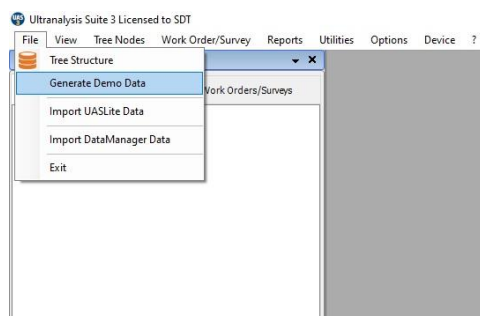 UAS Ultranalysis Suite 3 Licensed to SDT
File View Tree Nodes Work Order/Survey Reports Utilities Options Device ?
Tree Structure
Generate Demo Data
Work Orders/Surveys
Import UASLite Data
Import DataManager Data
Exit